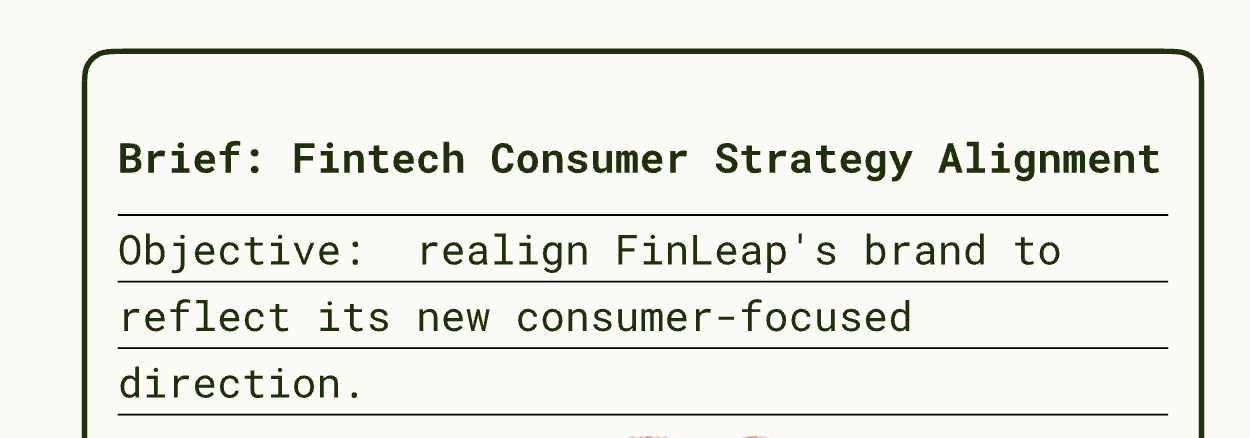 Brief: Fintech Consumer Strategy Alignment
Objective:  realign FinLeap's brand to
reflect its new consumer-focused
direction.